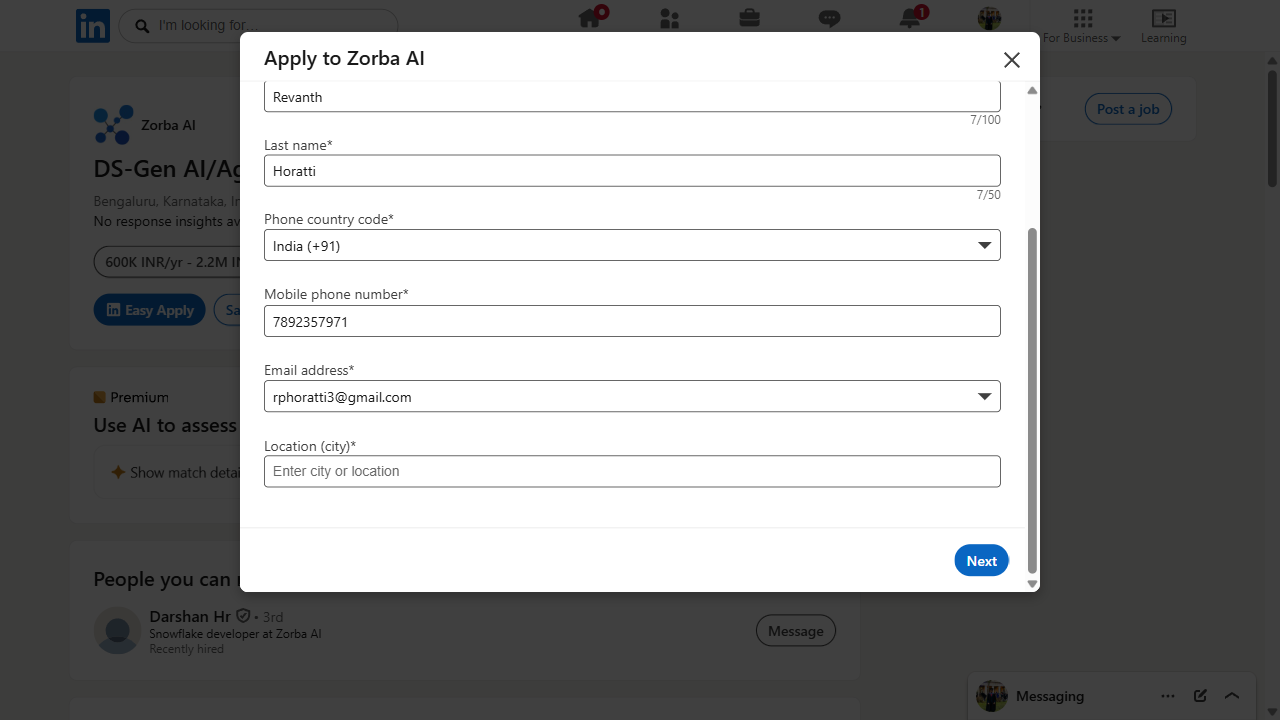 in
I'm looking for…
1
For Business
Learning
Apply to Zorba AI
Revanth
7/100
Last name*
Horatti
7/50
Phone country code*
India (+91)
Mobile phone number*
7892357971
Email address*
rphoratti3@gmail.com
Location (city)*
Enter city or location
Next
Zorba AI
DS-Gen AI/Ag
Bengaluru, Karnataka, In
No response insights av
600K INR/yr - 2.2M IN
in Easy Apply
Sa
Post a job
Premium
Use AI to assess
Show match detai
People you can
Darshan Hr • 3rd
Snowflake developer at Zorba AI
Recently hired
Message
Messaging